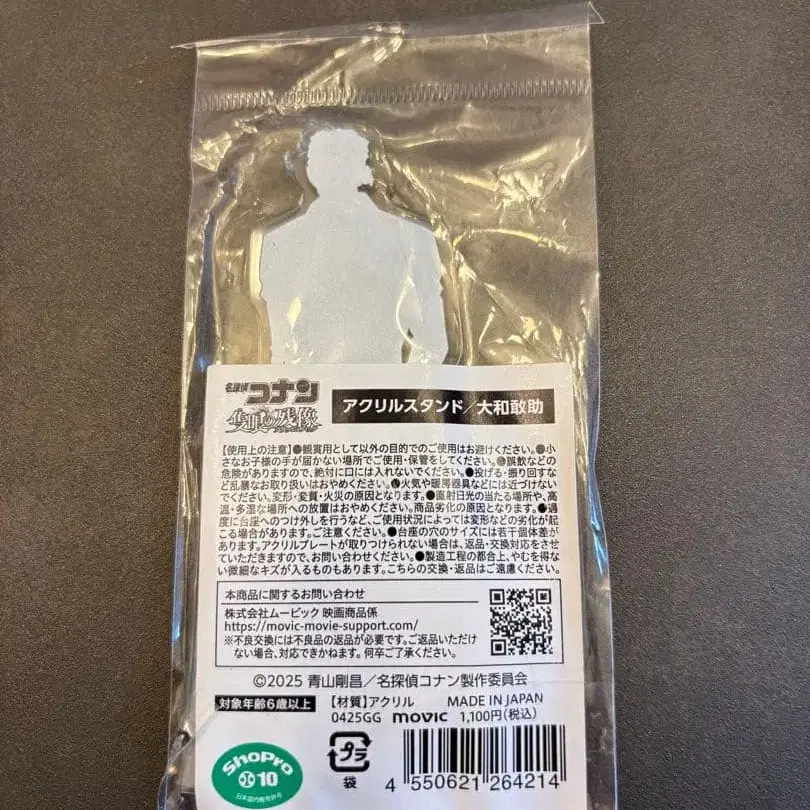 名探偵コナン
隻眼の残像
アクリルスタンド/大和敢助
【使用上の注意】●観賞用として以外の目的でのご使用はお避けください。●小
さなお子様の手が届かない場所でご使用・保管をしてください。●誤飲などの
危険がありますので、絶対に口には入れないでください。●投げる・振り回すな
ど乱暴なお取り扱いはおやめください。●火気や暖房器具などには近づけない
でください。変形・変質・火災の原因となります。●直射日光の当たる場所や、高
温・多湿な場所への放置はおやめください。商品劣化の原因となります。●過
度に台座へのつけ外しを行うなど、ご使用状況によっては変形などの劣化が起
こる場合があります。ご注意ください。●台座の穴のサイズには若干個体差が
あります。アクリルプレートが取りつけられない場合は、返品・交換対応をさせ
ていただきますので、お問い合わせください。●製造工程の都合上、やむを得な
い微細なキズが入るものもあります。こちらの交換・返品はご遠慮ください。
本商品に関するお問い合わせ
株式会社ムービック 映画商品係
https://movic-movie-support.com/
※不良交換には不良品の返品が必要です。ご返品いただけ
ない場合、対応できかねます。何卒ご了承ください。
©2025 青山剛昌/名探偵コナン製作委員会
対象年齢6歳以上 【材質】アクリル MADE IN JAPAN
0425GG movic 1,100円(税込)
ShoPro
10
日本国内販売許可
プラ
袋
4 550621 264214